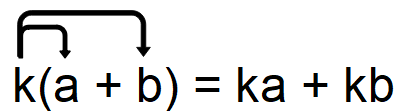 k(a + b) = ka + kb